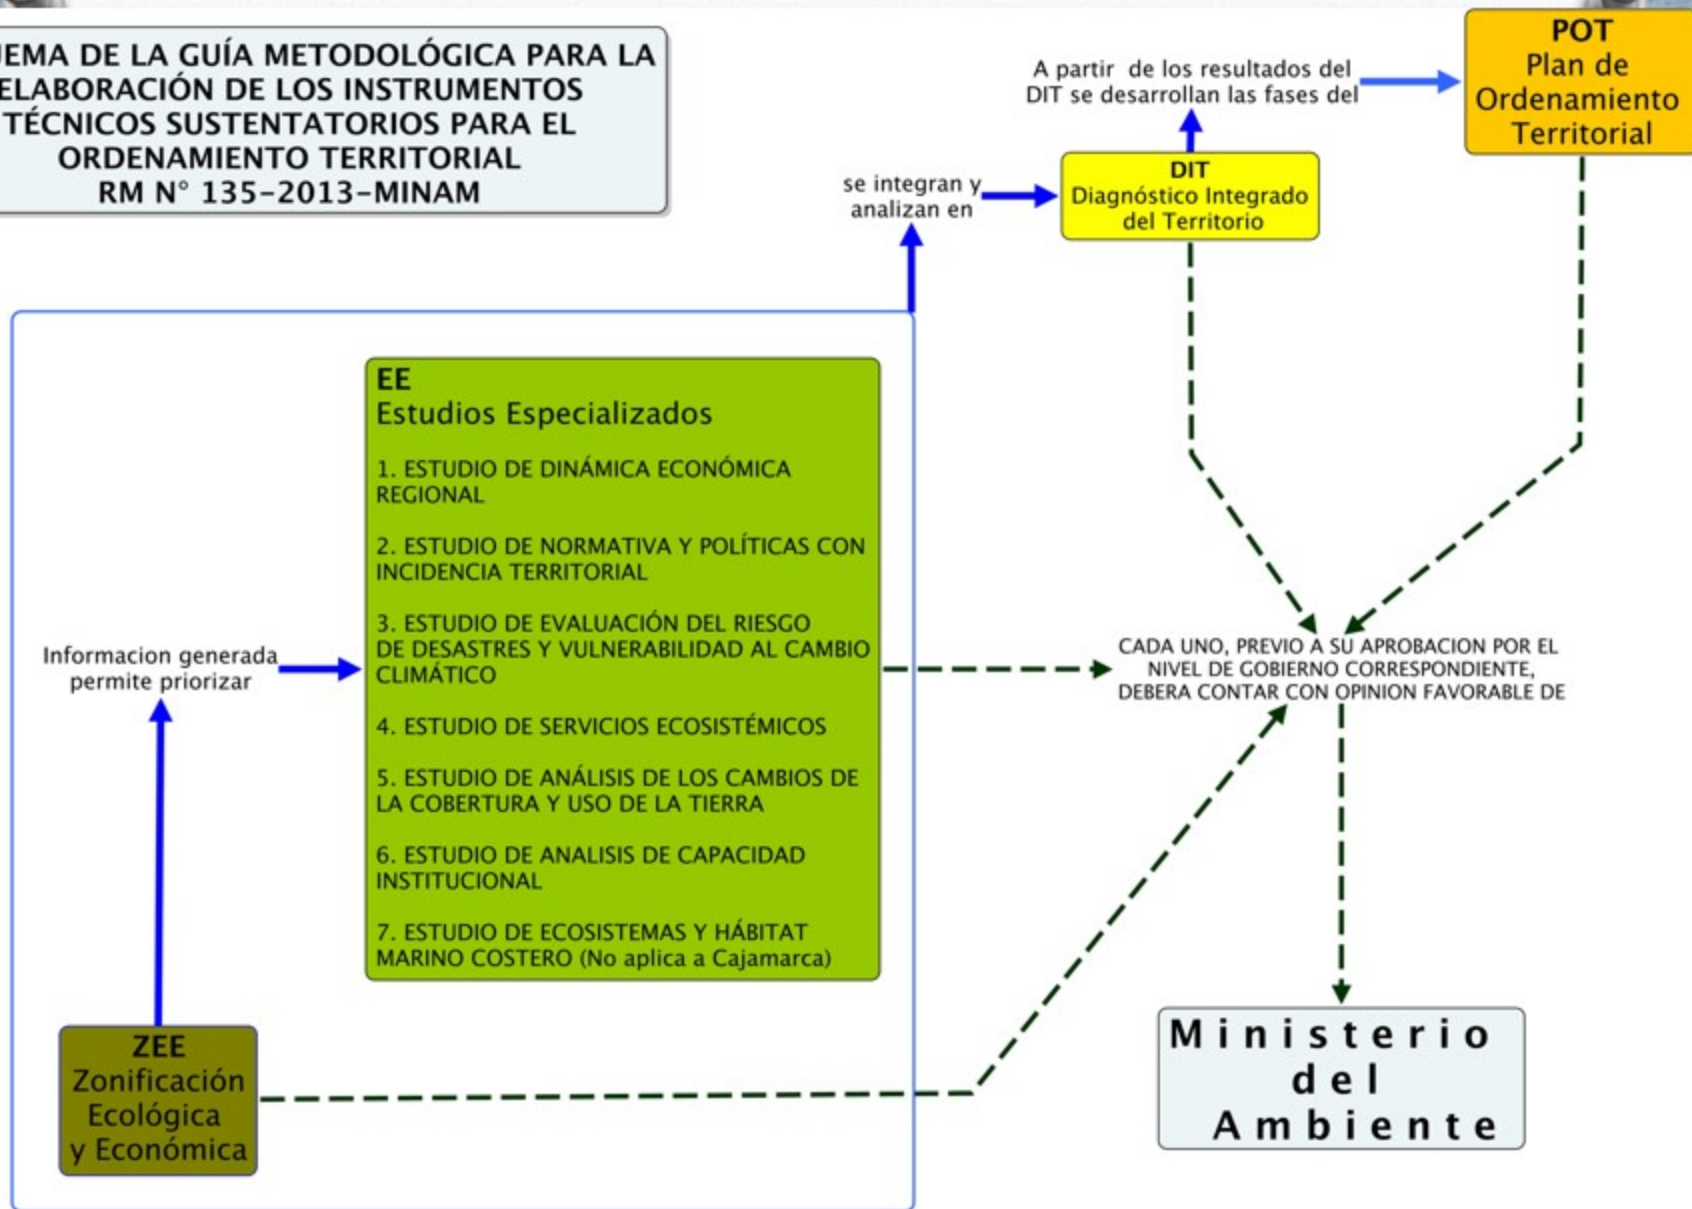 EMA DE LA GUÍA METODOLÓGICA PARA LA
ELABORACIÓN DE LOS INSTRUMENTOS
TÉCNICOS SUSTENTATORIOS PARA EL
ORDENAMIENTO TERRITORIAL
RM N° 135-2013-MINAM
A partir de los resultados del
DIT se desarrollan las fases del
POT
Plan de
Ordenamiento
Territorial
se integran y
analizan en
DIT
Diagnóstico Integrado
del Territorio
EE
Estudios Especializados
1. ESTUDIO DE DINÁMICA ECONÓMICA
REGIONAL
2. ESTUDIO DE NORMATIVA Y POLÍTICAS CON
INCIDENCIA TERRITORIAL
3. ESTUDIO DE EVALUACIÓN DEL RIESGO
DE DESASTRES Y VULNERABILIDAD AL CAMBIO
CLIMÁTICO
4. ESTUDIO DE SERVICIOS ECOSISTÉMICOS
5. ESTUDIO DE ANÁLISIS DE LOS CAMBIOS DE
LA COBERTURA Y USO DE LA TIERRA
6. ESTUDIO DE ANALISIS DE CAPACIDAD
INSTITUCIONAL
7. ESTUDIO DE ECOSISTEMAS Y HÁBITAT
MARINO COSTERO (No aplica a Cajamarca)
Informacion generada
permite priorizar
ZEE
Zonificación
Ecológica
y Económica
CADA UNO, PREVIO A SU APROBACION POR EL
NIVEL DE GOBIERNO CORRESPONDIENTE,
DEBERA CONTAR CON OPINION FAVORABLE DE
Ministerio
del
Ambiente